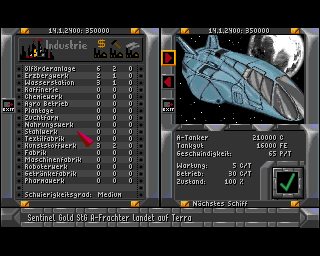 14.1.2400: 350000
14.1.2400: 350000
Industrie
Ölförderanlage 6 2 0
Erzbergwerk 2 1 0
Wasserstation 3 1 0
Raffinerie 0 0 0
Chemiewerk 0 0 0
Agro Betrieb 0 0 0
Plantage 0 0 0
Zuchtfarm 0 0 0
Nahrungswerk 0 0 0
Stahlwerk 0 0 0
Textilfabrik 0 0 0
Kunststoffwerk 3 2 0
Fabrik 0 0 0
Maschinenfabrik 0 0 0
Roboterwerk 0 0 0
Getränkefabrik 0 0 0
Pharmawerk 0 0 0
Schwierigkeitsgrad: Medium
EXIT
EXIT
A-Tanker 210000 C
Tankgut 16000 FE
Geschwindigkeit: 65 P/T
Wartung: 5 C/T
Betrieb: 30 C/T
Zustand: 100 %
Nächstes Schiff
Sentinel Gold St6 A-Frachter landet auf Terra